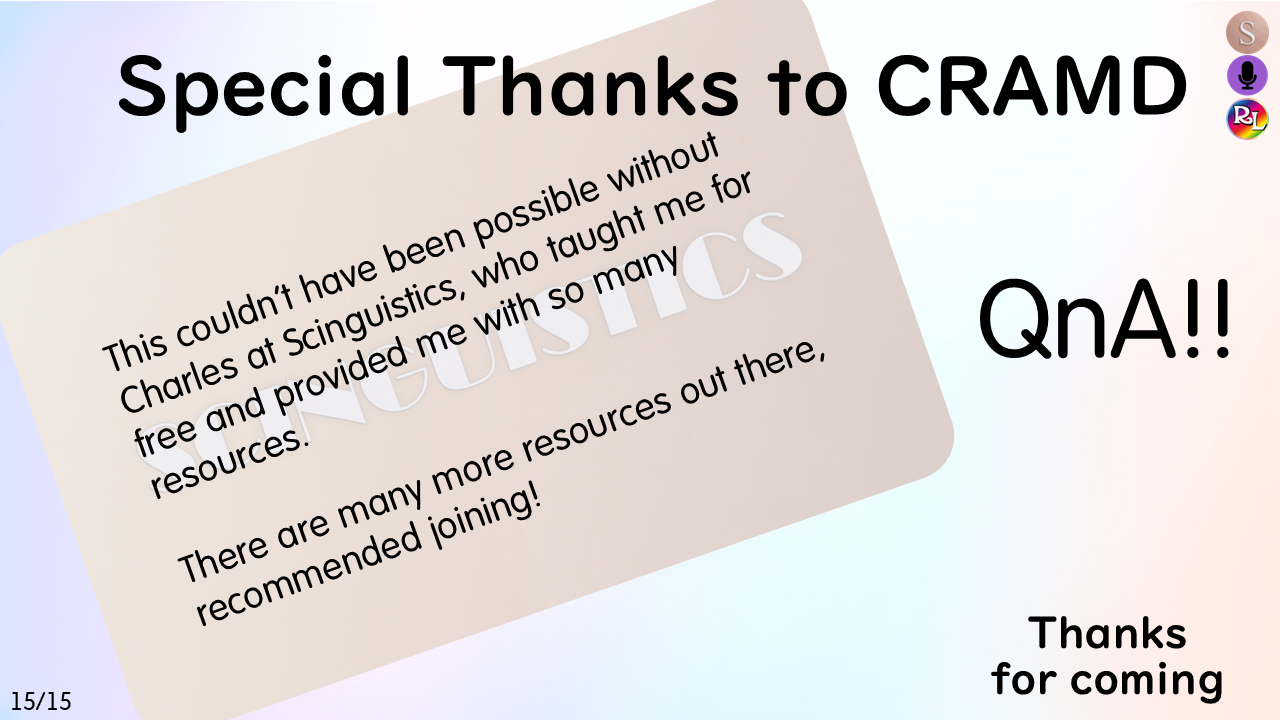 Special Thanks to CRAMD
S
RL
This couldn't have been possible without
Charles at Scinguistics, who taught me for
free and provided me with so many
resources.
SCINGUISTICS
There are many more resources out there,
recommended joining!
QnA!!
Thanks
for coming
15/15